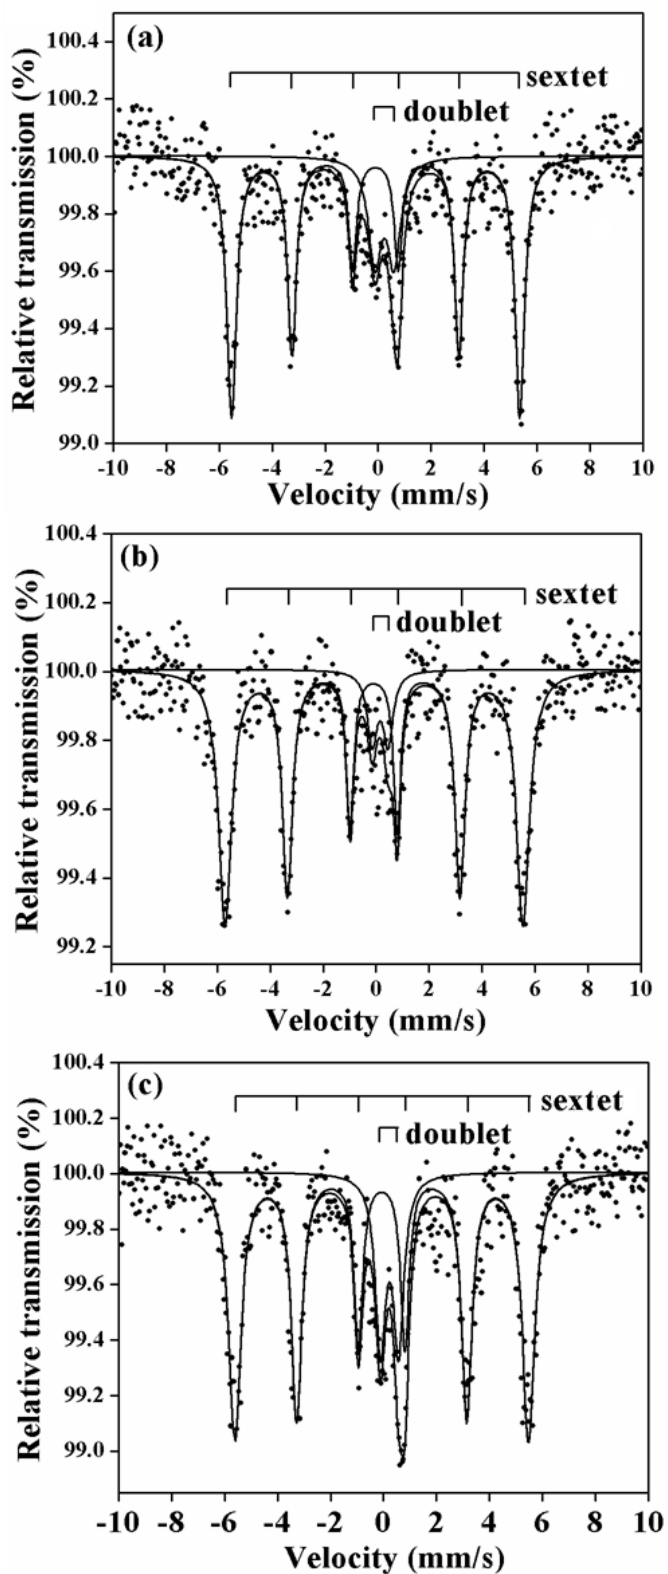 (a)
sextet
doublet
Relative transmission (%)
100.4
100.2
100.0
99.8
99.6
99.4
99.2
99.0
-10 -8 -6 -4 -2 0 2 4 6 8 10
Velocity (mm/s)
(b)
sextet
doublet
Relative transmission (%)
100.4
100.2
100.0
99.8
99.6
99.4
99.2
-10 -8 -6 -4 -2 0 2 4 6 8 10
Velocity (mm/s)
(c)
sextet
doublet
Relative transmission (%)
100.4
100.2
100.0
99.8
99.6
99.4
99.2
99.0
-10 -8 -6 -4 -2 0 2 4 6 8 10
Velocity (mm/s)